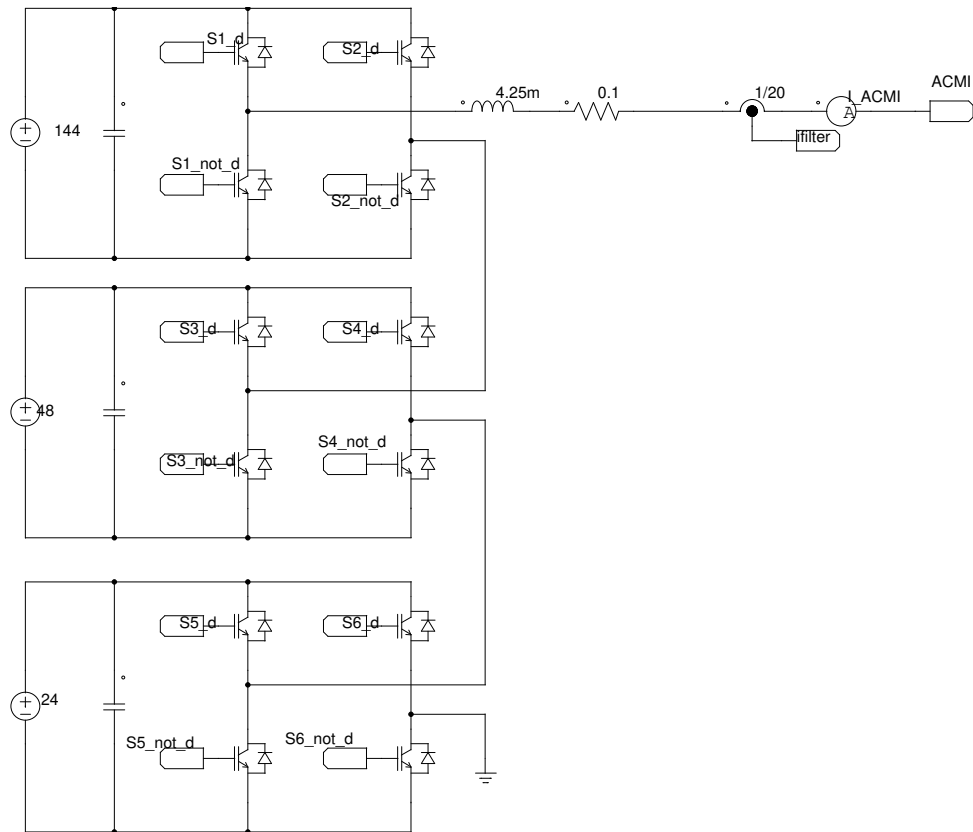 S1_d
S2_d
144
4.25m
0.1
1/20
I_ACMI
ACMI
A
ifilter
S1_not_d
S2_not_d
S3_d
S4_d
48
S3_not_d
S4_not_d
S5_d
S6_d
24
S5_not_d
S6_not_d